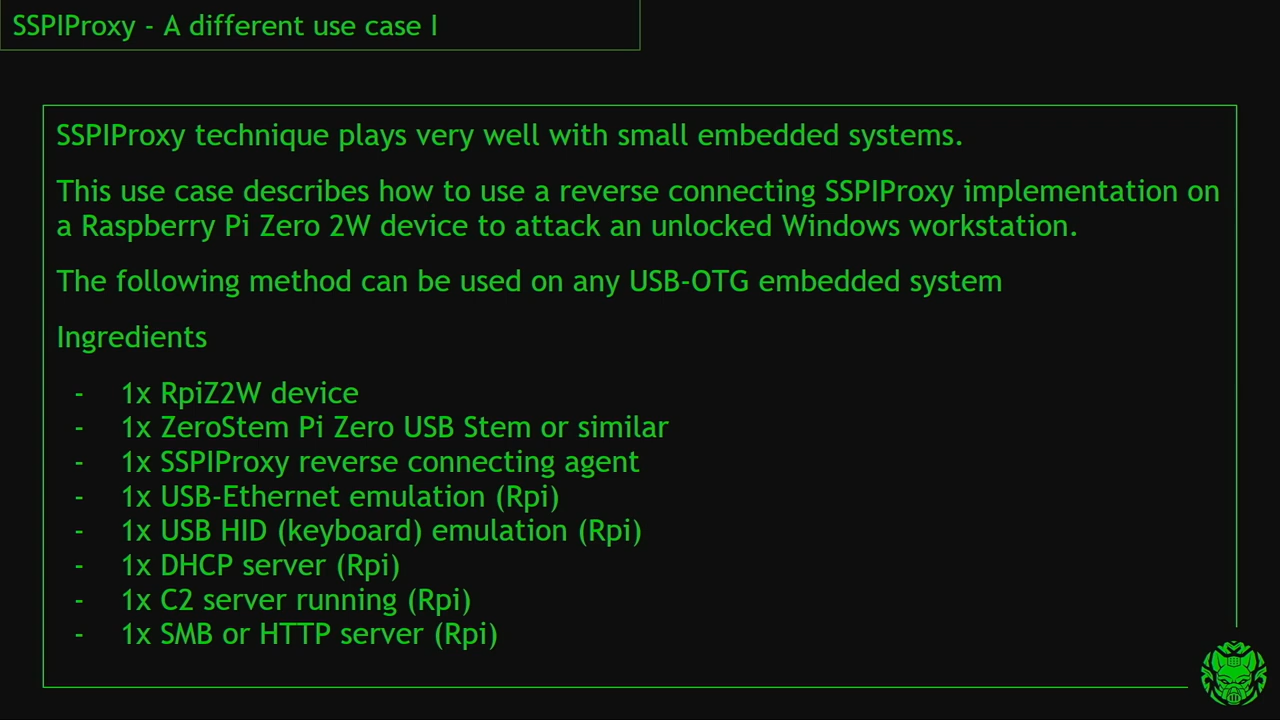 SSPIProxy - A different use case I
SSPIProxy technique plays very well with small embedded systems.
This use case describes how to use a reverse connecting SSPIProxy implementation on
a Raspberry Pi Zero 2W device to attack an unlocked Windows workstation.
The following method can be used on any USB-OTG embedded system
Ingredients
- 1x RpiZ2W device
- 1x ZeroStem Pi Zero USB Stem or similar
- 1x SSPIProxy reverse connecting agent
- 1x USB-Ethernet emulation (Rpi)
- 1x USB HID (keyboard) emulation (Rpi)
- 1x DHCP server (Rpi)
- 1x C2 server running (Rpi)
- 1x SMB or HTTP server (Rpi)